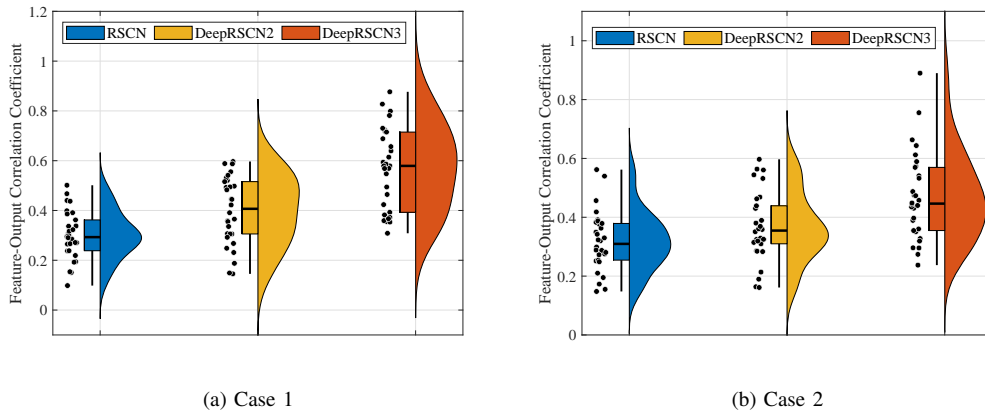 RSCN DeepRSCN2 DeepRSCN3
Feature-Output Correlation Coefficient
1.2
1
0.8
0.6
0.4
0.2
0
(a) Case 1
RSCN DeepRSCN2 DeepRSCN3
Feature-Output Correlation Coefficient
1
0.8
0.6
0.4
0.2
0
(b) Case 2